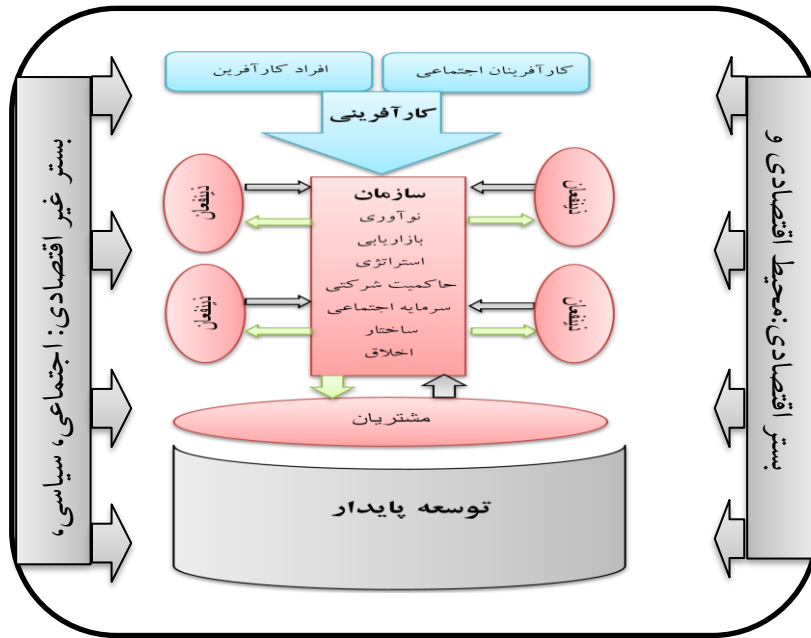 کارآفرینان اجتماعی
افراد کارآفرین
کارآفرینی
سازمان
نوآوری
بازاریابی
استراتژی
حاکمیت شرکتی
سرمایه اجتماعی
ساختار
اخلاق
ذینفعان
ذینفعان
ذینفعان
ذینفعان
مشتریان
توسعه پایدار
بستر اقتصادی:محیط اقتصادی و
بستر غیر اقتصادی: اجتماعی، سیاسی،